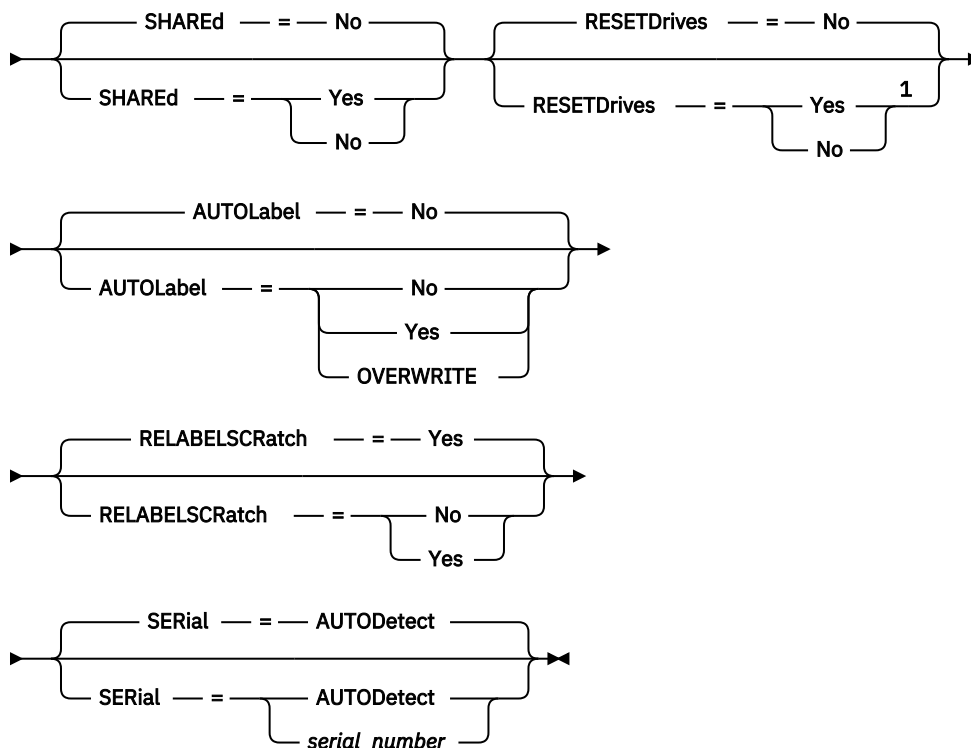 SHAREd = No RESETDrives = No
SHAREd = Yes RESETDrives = Yes 1
No No
AUTOLabel = No
AUTOLabel = No
Yes
OVERWRITE
RELABELSCRatch = Yes
RELABELSCRatch = No
Yes
SERial = AUTODetect
SERial = AUTODetect
serial_number